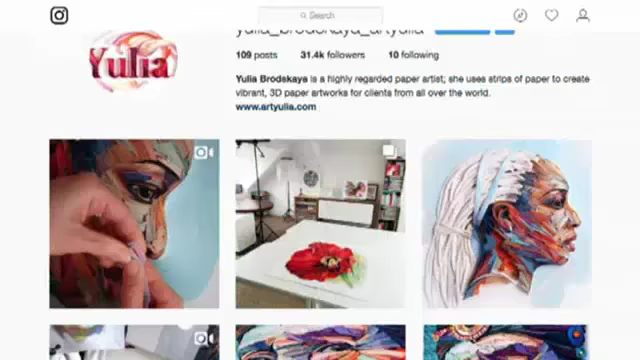 Search
yulia_brodskaya_artyulia
109 posts 31.4k followers 10 following
Yulia Brodskaya is a highly regarded paper artist; she uses strips of paper to create
vibrant, 3D paper artworks for clients from all over the world.
www.artyulia.com
Yulia